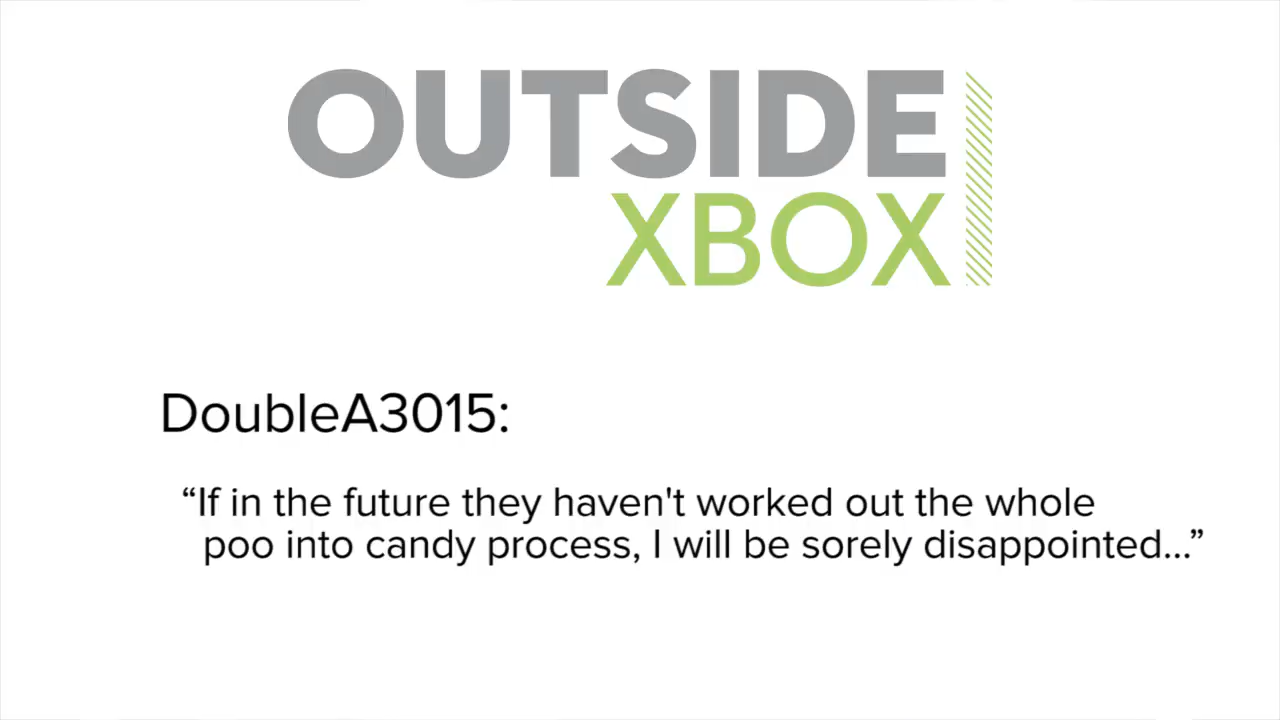 OUTSIDE
XBOX
DoubleA3015:
“If in the future they haven't worked out the whole
poo into candy process, I will be sorely disappointed...”